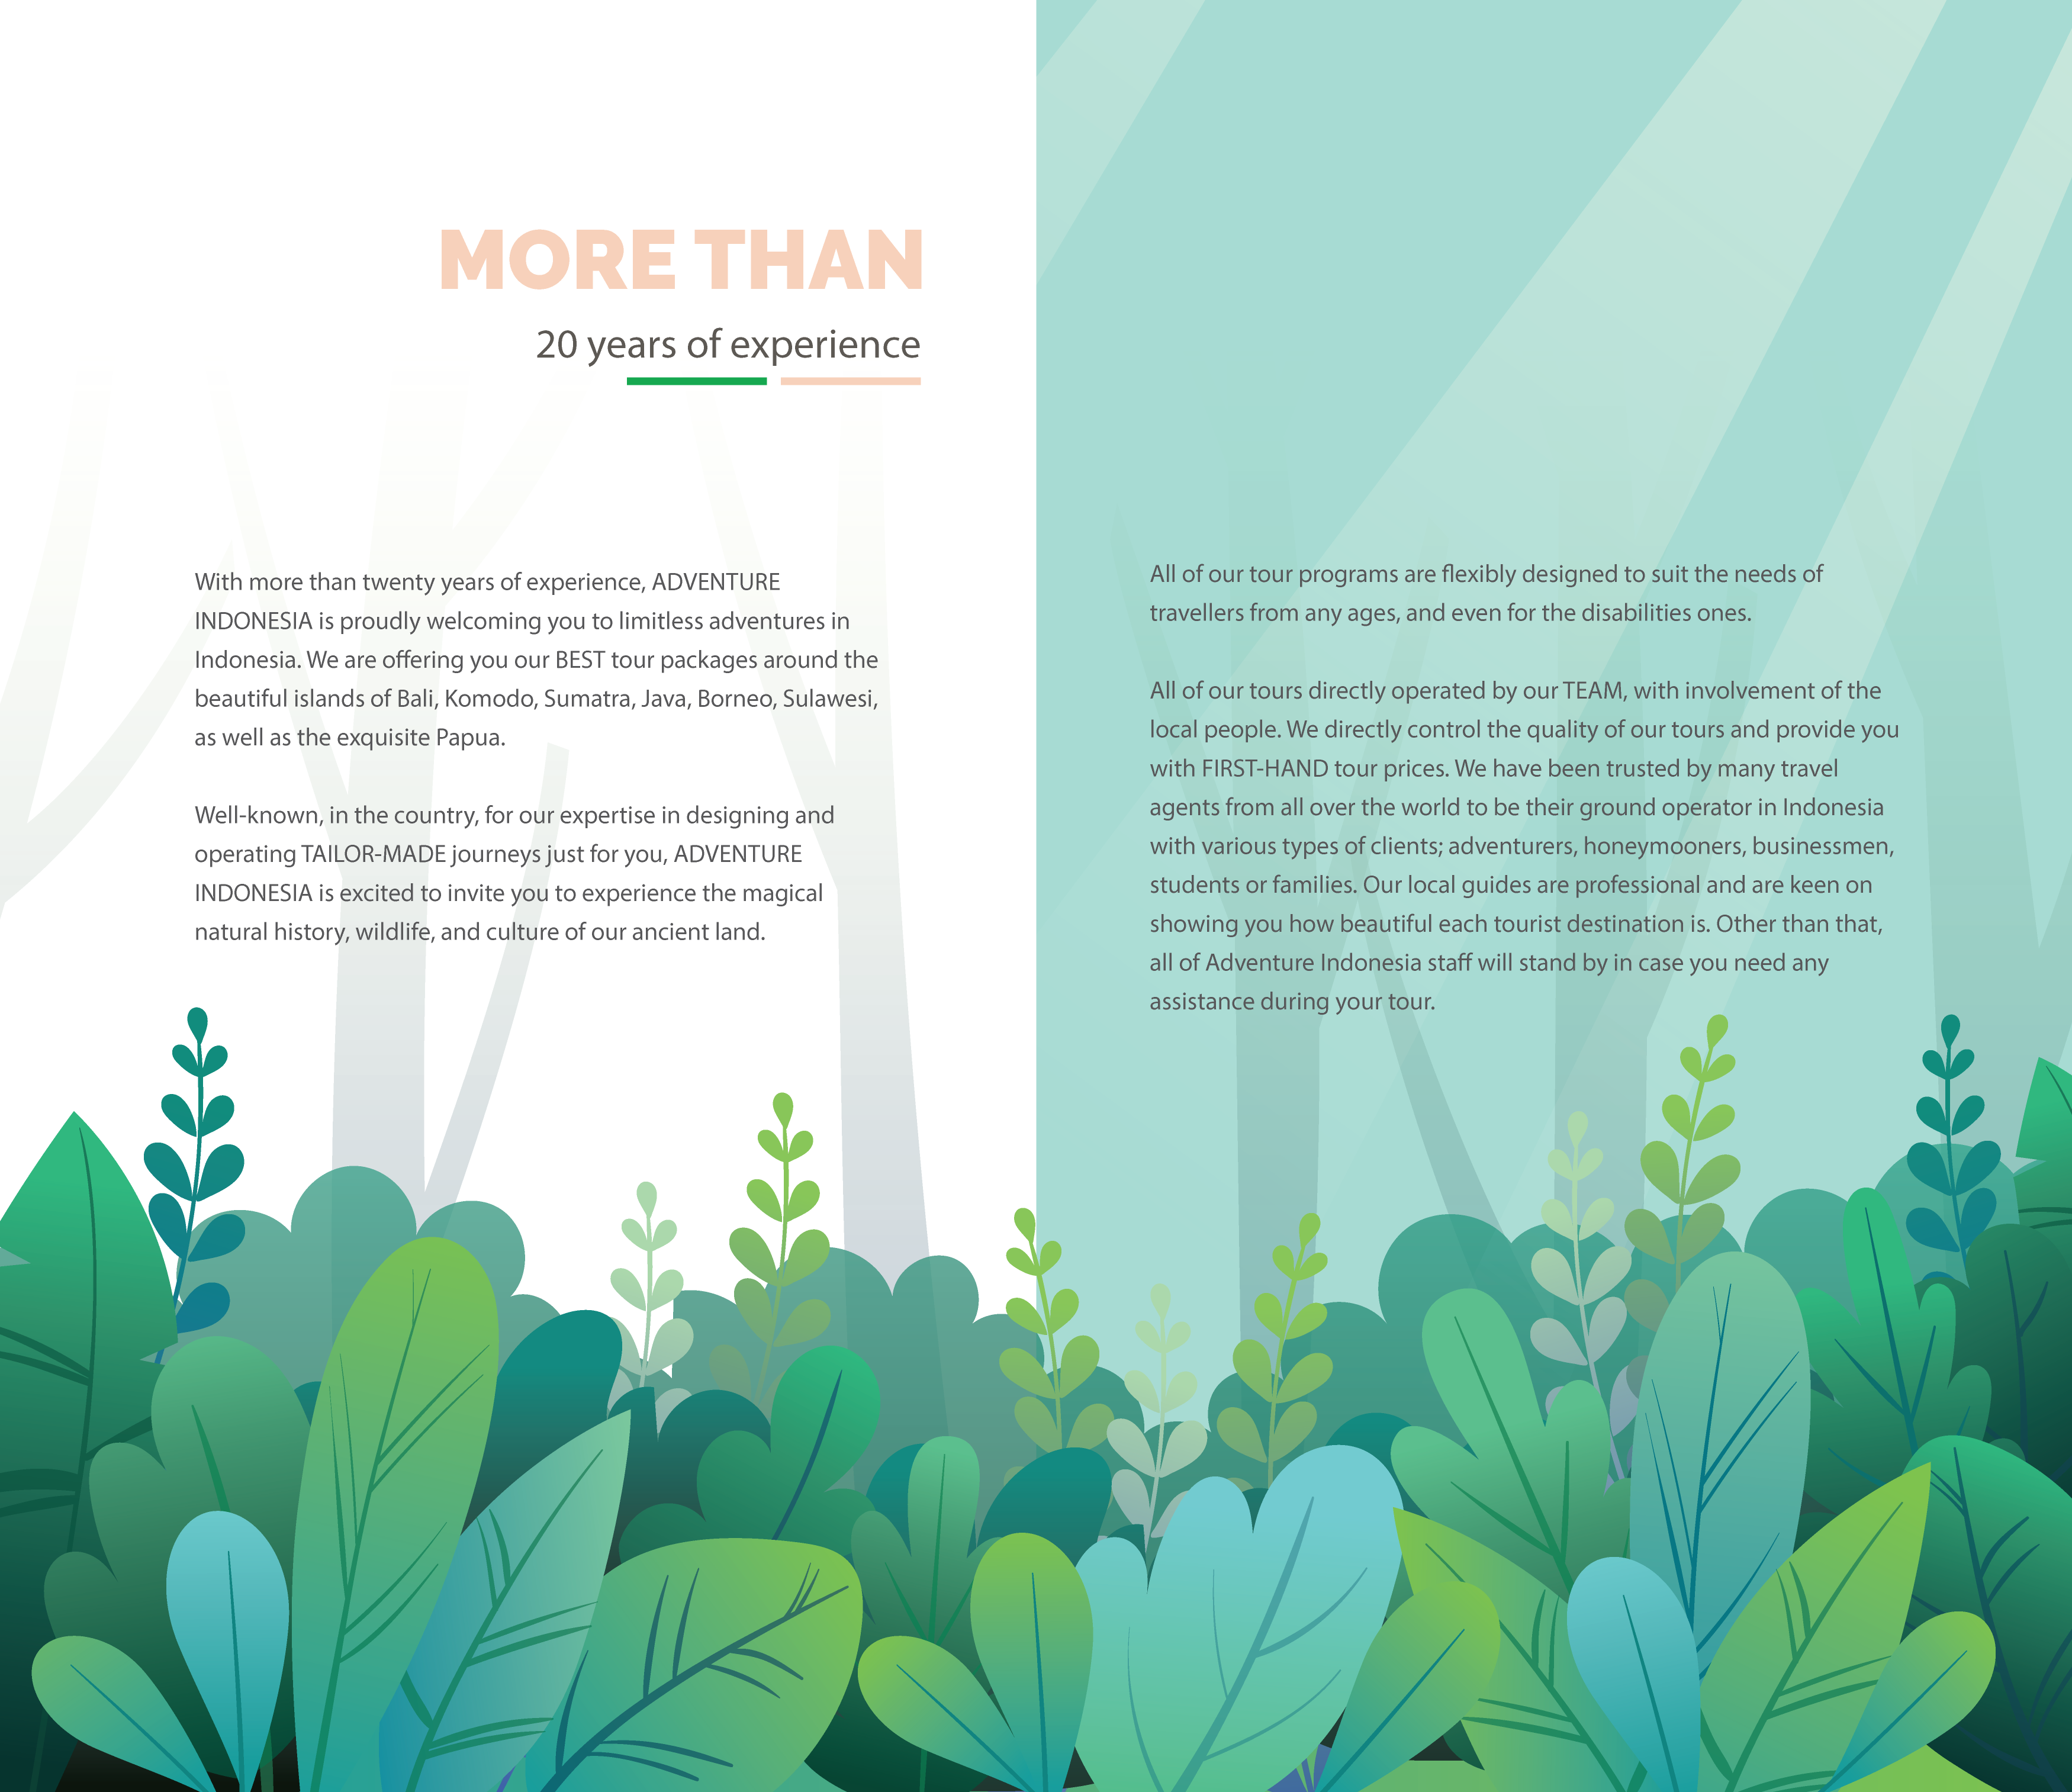 MORE THAN
20 years of experience
With more than twenty years of experience, ADVENTURE
INDONESIA is proudly welcoming you to limitless adventures in
Indonesia. We are offering you our BEST tour packages around the
beautiful islands of Bali, Komodo, Sumatra, Java, Borneo, Sulawesi,
as well as the exquisite Papua.
Well-known, in the country, for our expertise in designing and
operating TAILOR-MADE journeys just for you, ADVENTURE
INDONESIA is excited to invite you to experience the magical
natural history, wildlife, and culture of our ancient land.
All of our tour programs are flexibly designed to suit the needs of
travellers from any ages, and even for the disabilities ones.
All of our tours directly operated by our TEAM, with involvement of the
local people. We directly control the quality of our tours and provide you
with FIRST-HAND tour prices. We have been trusted by many travel
agents from all over the world to be their ground operator in Indonesia
with various types of clients; adventurers, honeymooners, businessmen,
students or families. Our local guides are professional and are keen on
showing you how beautiful each tourist destination is. Other than that,
all of Adventure Indonesia staff will stand by in case you need any
assistance during your tour.